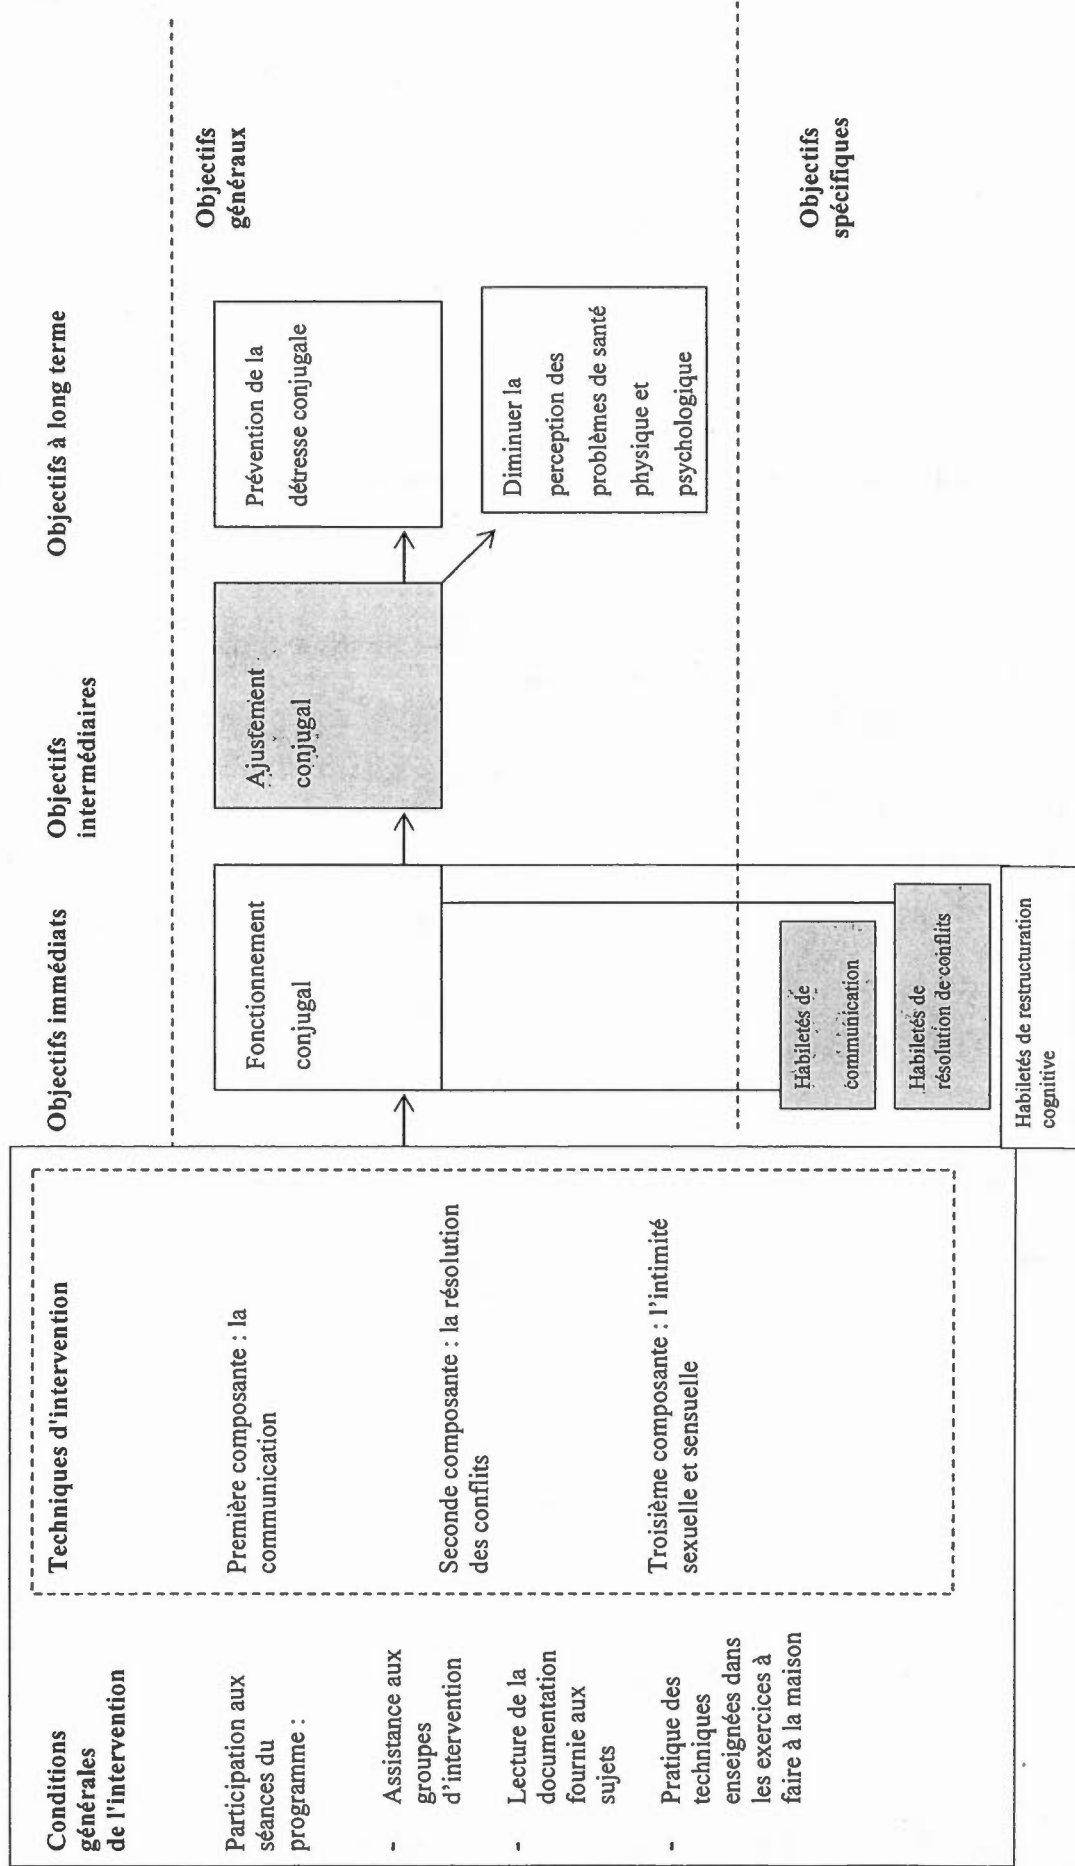 Conditions
générales
de l'intervention
Participation aux
séances du
programme :
- Assistance aux
groupes
d'intervention
- Lecture de la
documentation
fournie aux
sujets
- Pratique des
techniques
enseignées dans
les exercices à
faire à la maison
Techniques d'intervention
Première composante : la
communication
Seconde composante : la résolution
des conflits
Troisième composante : l'intimité
sexuelle et sensuelle
Objectifs immédiats
Fonctionnement
conjugal
Habiletés de
communication
Habiletés de
résolution de conflits
Habiletés de restructuration
cognitive
Objectifs
intermédiaires
Ajustement
conjugal
Objectifs à long terme
Prévention de la
détresse conjugale
Diminuer la
perception des
problèmes de santé
physique et
psychologique
Objectifs
généraux
Objectifs
spécifiques